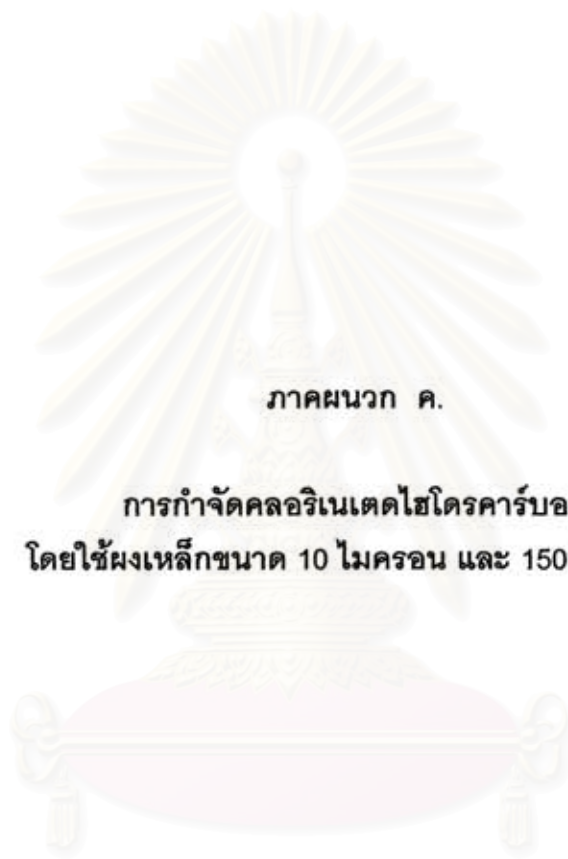 ภาคผนวก ค.
การกำจัดคลอริเนเตดไฮโดรคาร์บอ
โดยใช้ผงเหล็กขนาด 10 ไมครอน และ 150